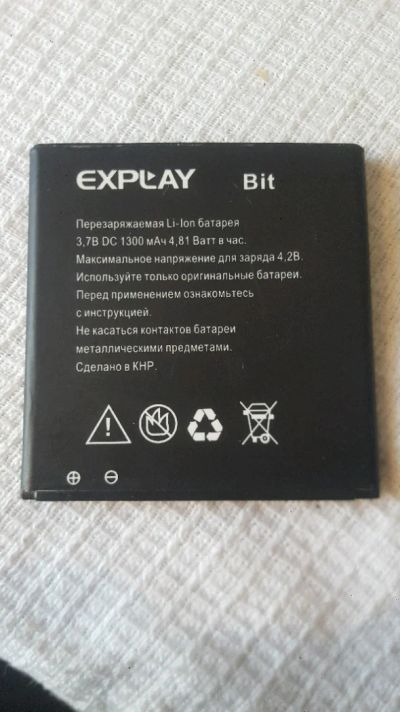 EXPLAY Bit
Перезаряжаемая Li-Ion батарея
3,7В DC 1300 мАч 4,81 Ватт в час.
Максимальное напряжение для заряда 4,2В.
Используйте только оригинальные батареи.
Перед применением ознакомьтесь
с инструкцией.
Не касаться контактов батареи
металлическими предметами.
Сделано в КНР.